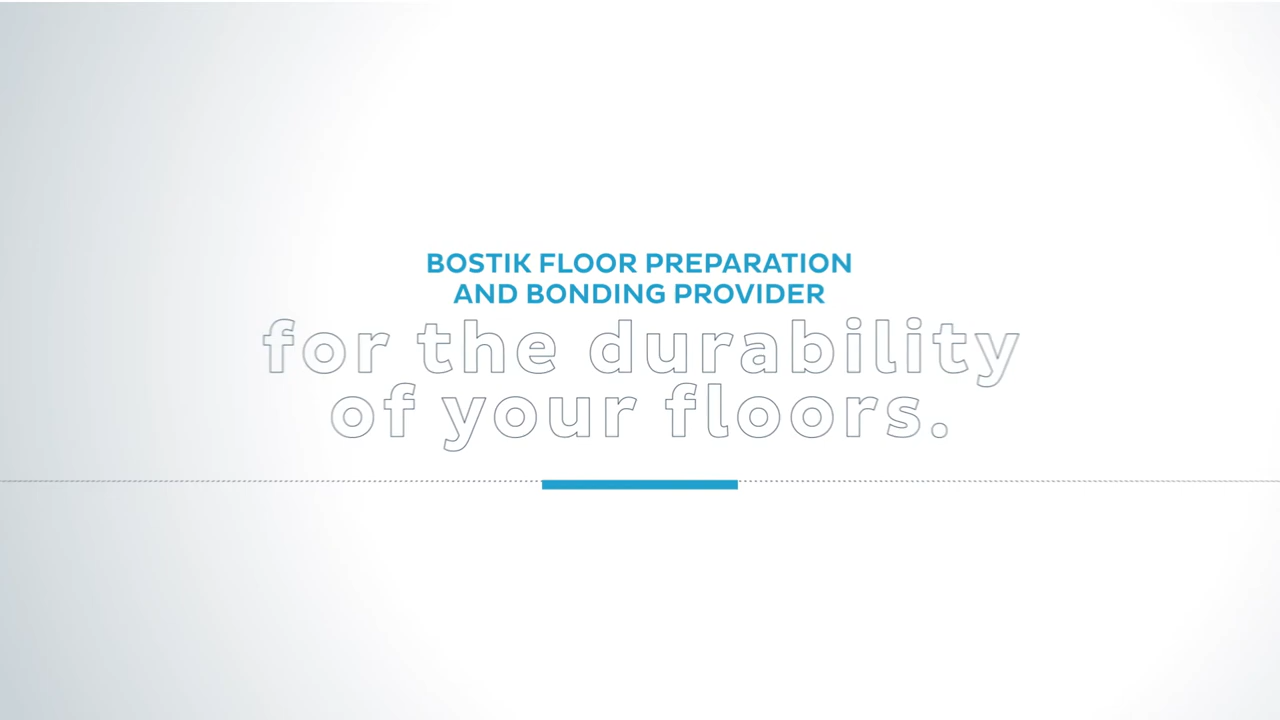 BOSTIK FLOOR PREPARATION
AND BONDING PROVIDER
for the durability
of your floors.